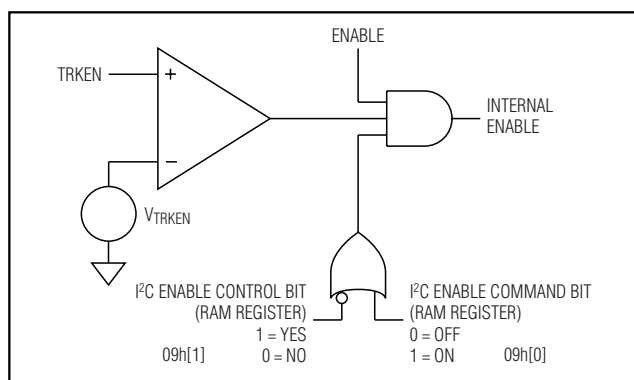 ENABLE
TRKEN
+
INTERNAL
ENABLE
–
VTRKEN
I²C ENABLE CONTROL BIT
(RAM REGISTER)
1 = YES
09h[1] 0 = NO
I²C ENABLE COMMAND BIT
(RAM REGISTER)
0 = OFF
1 = ON 09h[0]